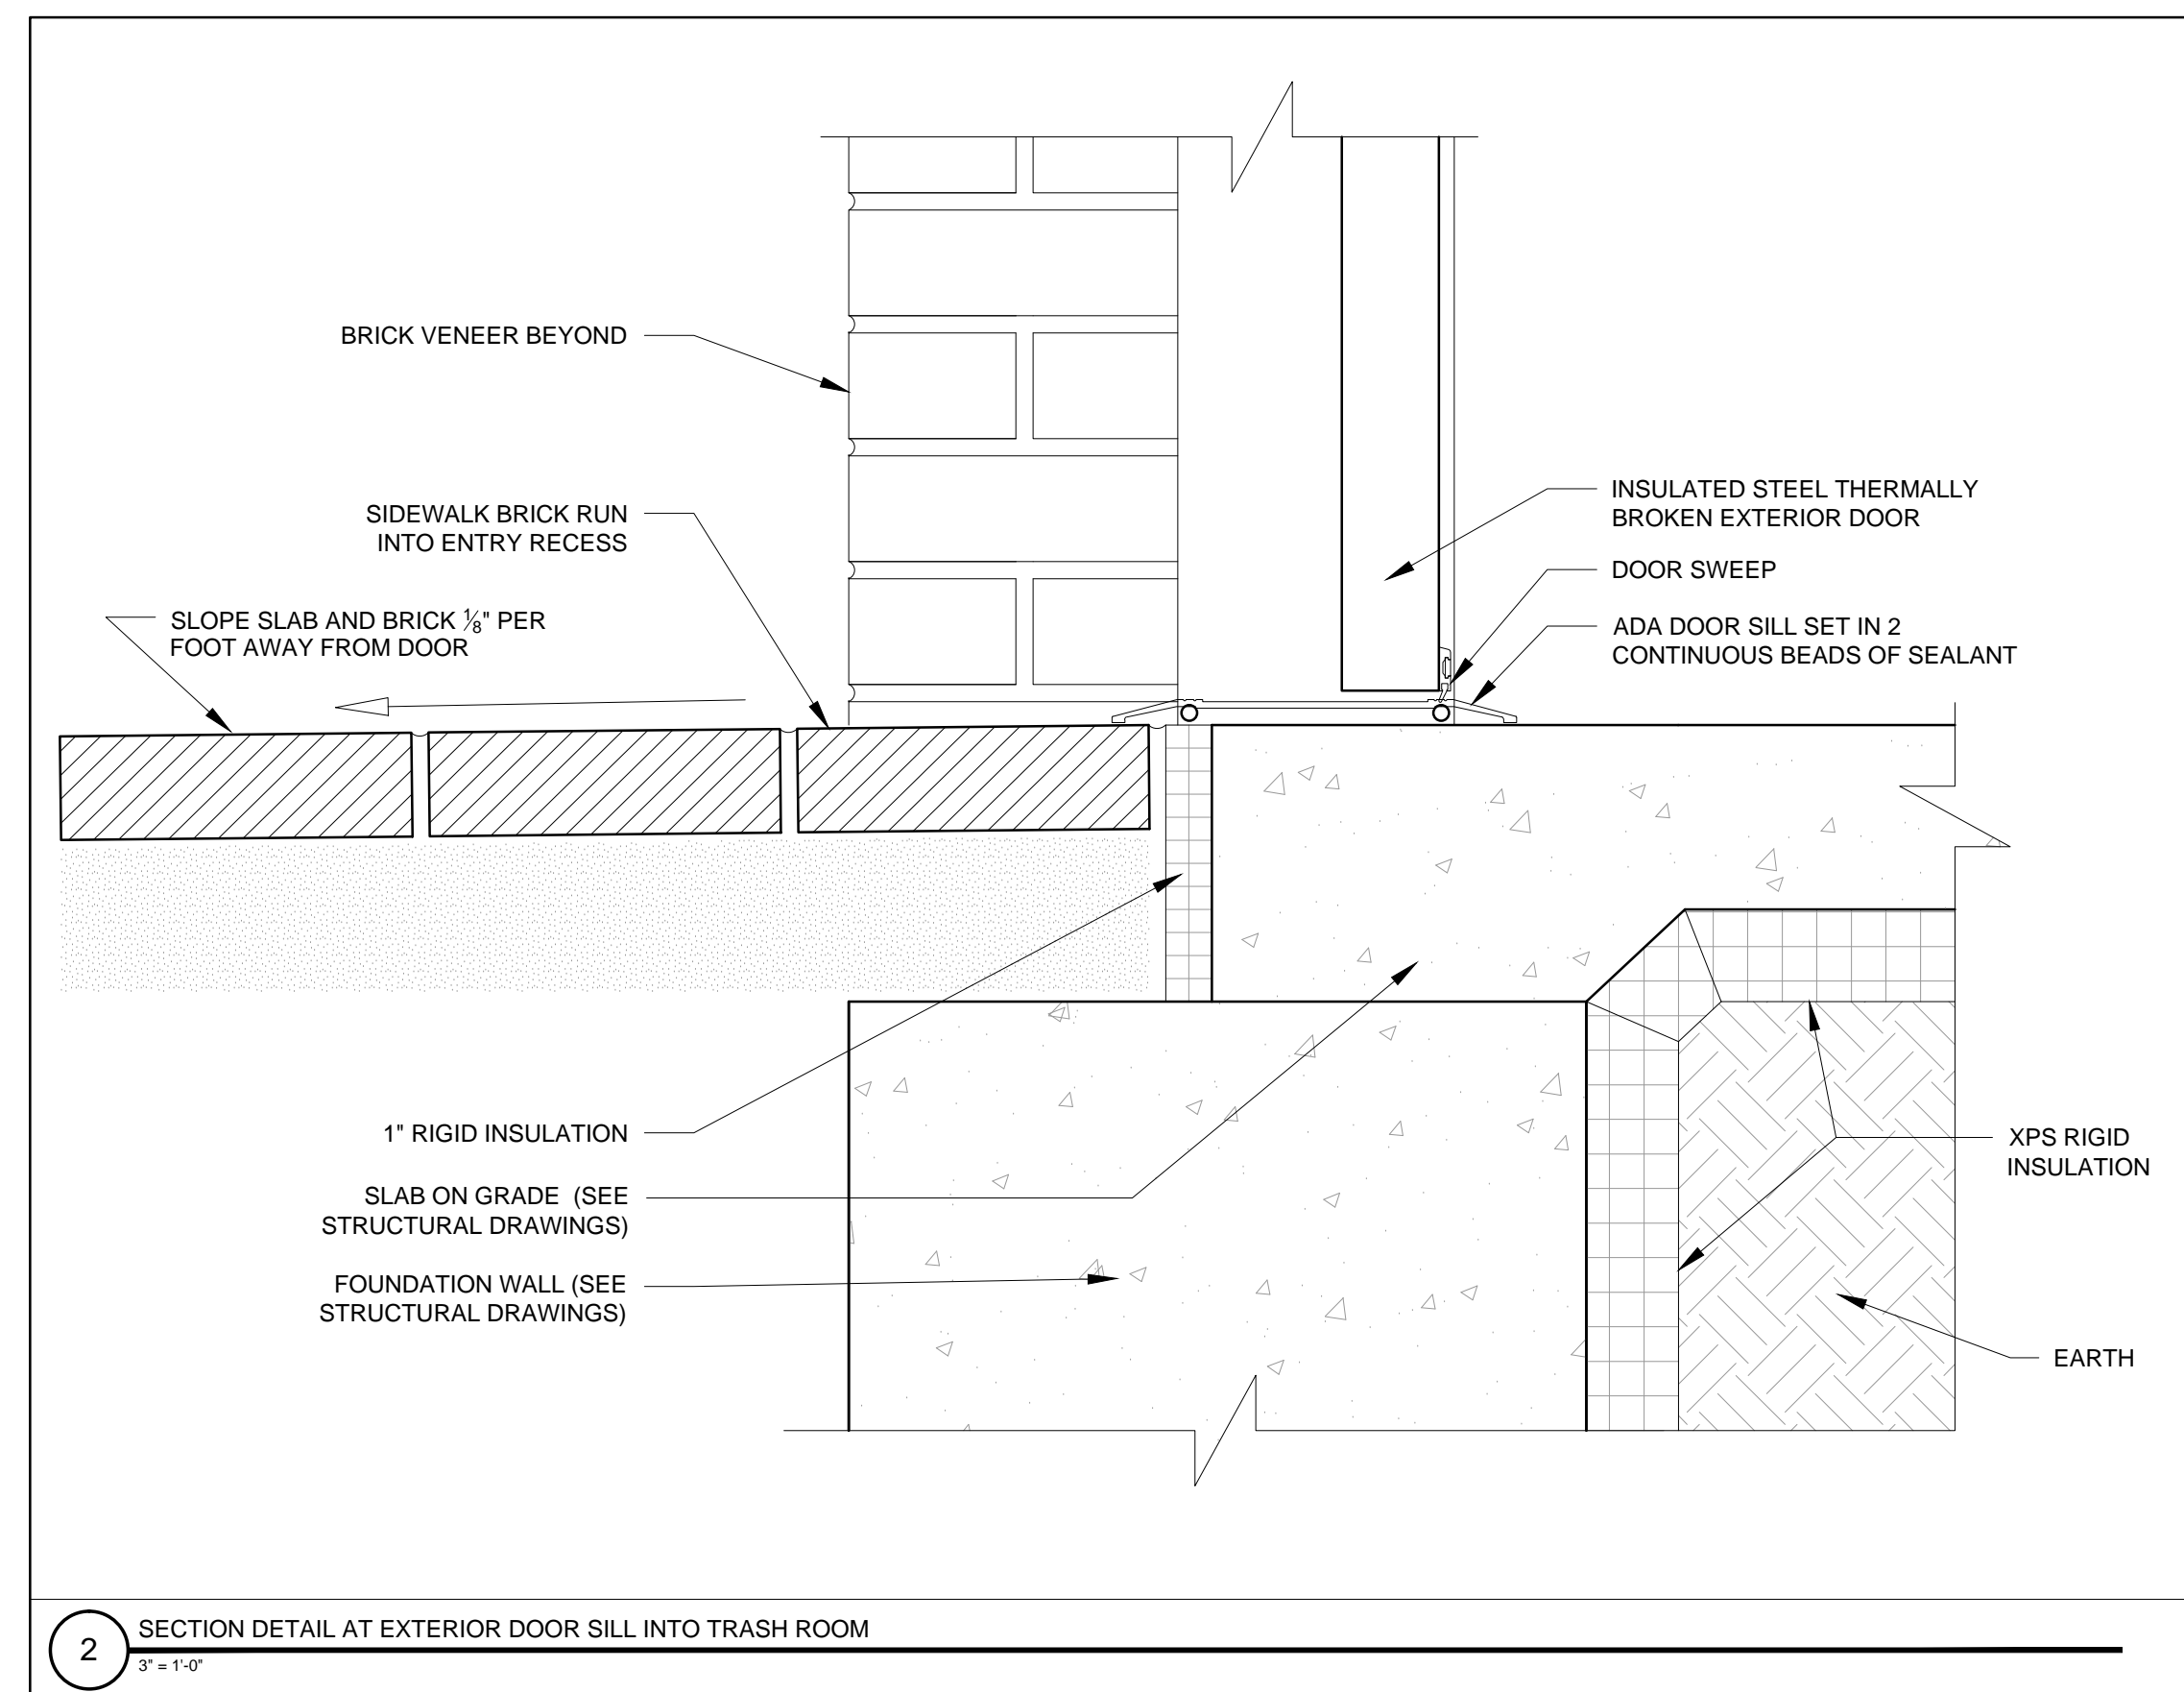 BRICK VENEER BEYOND
SIDEWALK BRICK RUN
INTO ENTRY RECESS
SLOPE SLAB AND BRICK ⅛" PER
FOOT AWAY FROM DOOR
INSULATED STEEL THERMALLY
BROKEN EXTERIOR DOOR
DOOR SWEEP
ADA DOOR SILL SET IN 2
CONTINUOUS BEADS OF SEALANT
1" RIGID INSULATION
SLAB ON GRADE (SEE
STRUCTURAL DRAWINGS)
FOUNDATION WALL (SEE
STRUCTURAL DRAWINGS)
XPS RIGID
INSULATION
EARTH
2
SECTION DETAIL AT EXTERIOR DOOR SILL INTO TRASH ROOM
3" = 1'-0"